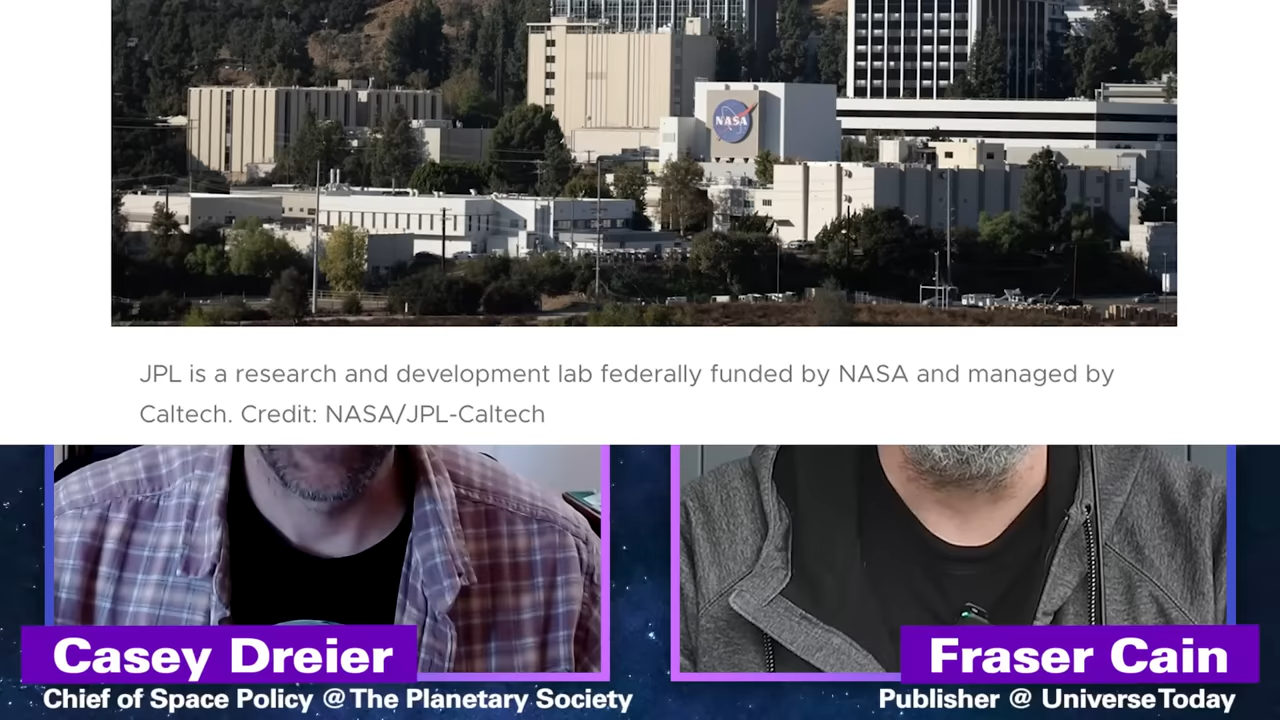 NASA
JPL is a research and development lab federally funded by NASA and managed by
Caltech. Credit: NASA/JPL-Caltech
Casey Dreier
Chief of Space Policy @ The Planetary Society
Fraser Cain
Publisher @ UniverseToday